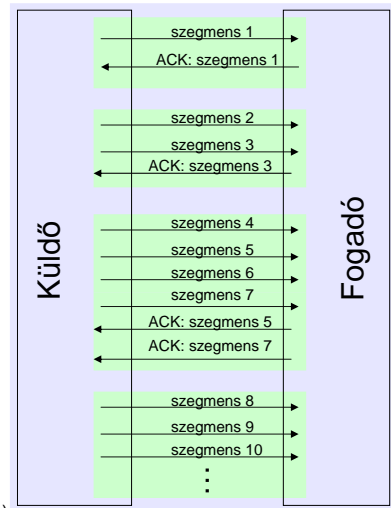 Küldő
Fogadó
szegmens 1
ACK: szegmens 1
szegmens 2
szegmens 3
ACK: szegmens 3
szegmens 4
szegmens 5
szegmens 6
szegmens 7
ACK: szegmens 5
ACK: szegmens 7
szegmens 8
szegmens 9
szegmens 10
⋮
)